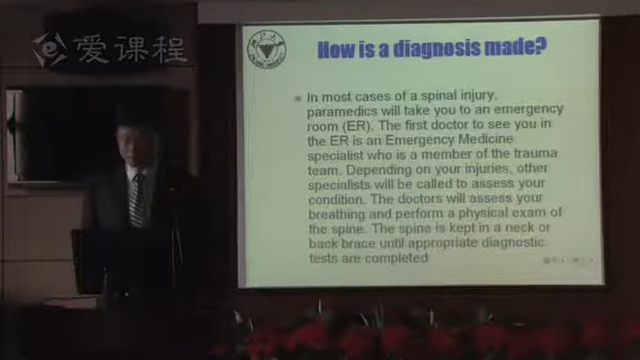 爱课程
How is a diagnosis made?
In most cases of a spinal injury,
paramedics will take you to an emergency
room (ER). The first doctor to see you in
the ER is an Emergency Medicine
specialist who is a member of the trauma
team. Depending on your injuries, other
specialists will be called to assess your
condition. The doctors will assess your
breathing and perform a physical exam of
the spine. The spine is kept in a neck or
back brace until appropriate diagnostic
tests are completed